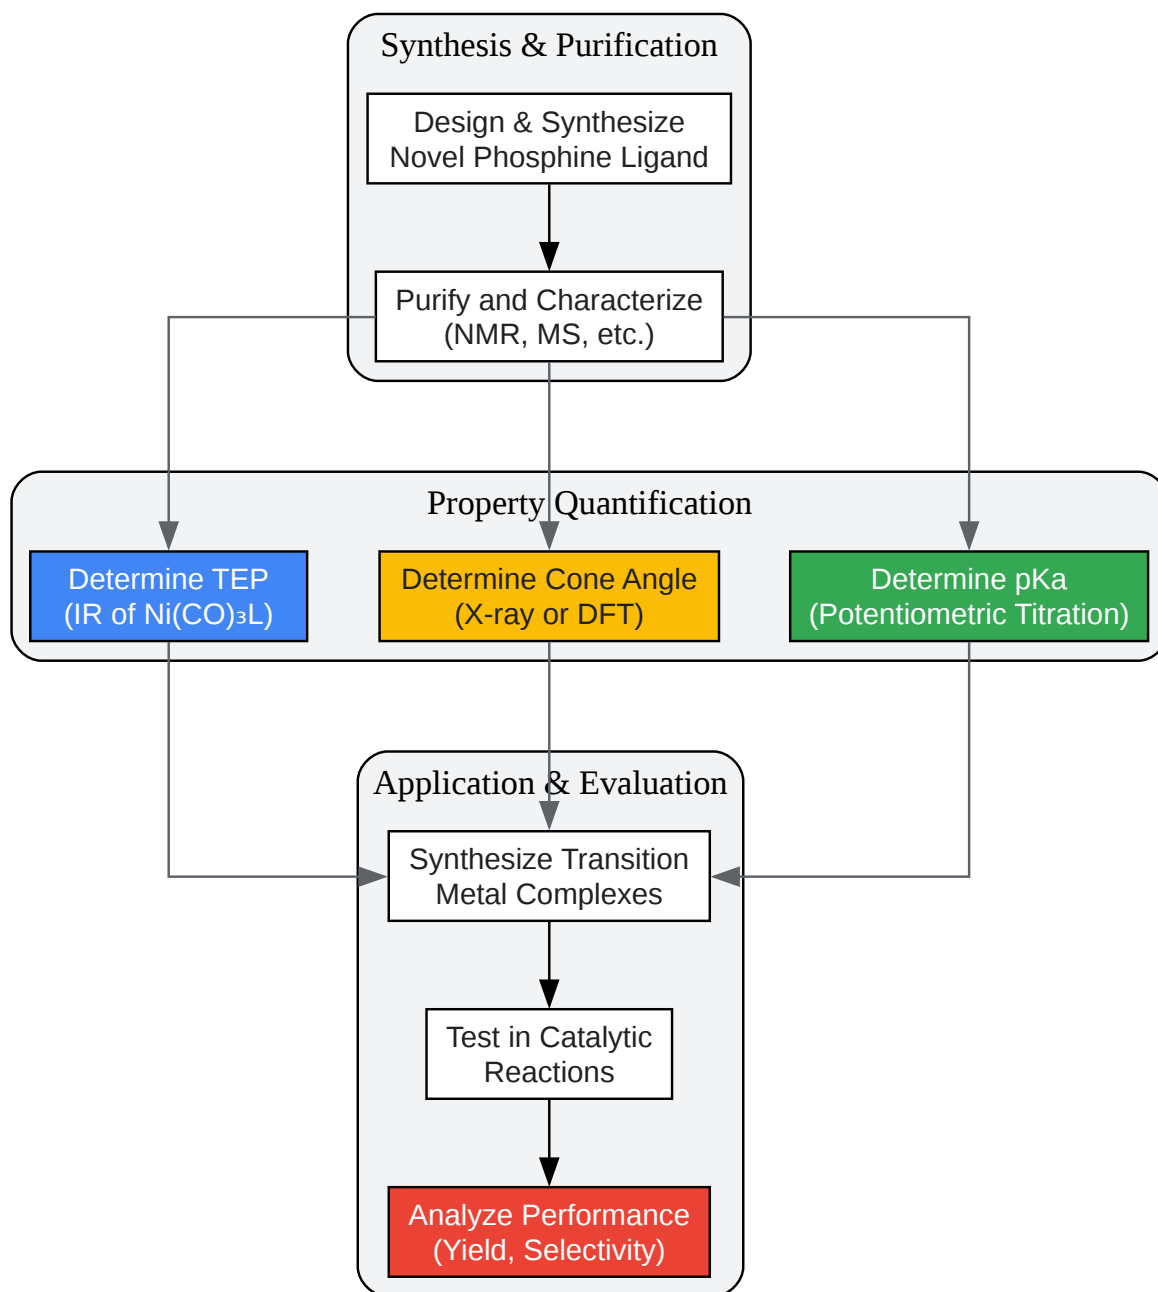 Synthesis & Purification
Design & Synthesize
Novel Phosphine Ligand
Purify and Characterize
(NMR, MS, etc.)
Property Quantification
Determine TEP
(IR of Ni(CO)₃L)
Determine Cone Angle
(X-ray or DFT)
Determine pKa
(Potentiometric Titration)
Application & Evaluation
Synthesize Transition
Metal Complexes
Test in Catalytic
Reactions
Analyze Performance
(Yield, Selectivity)